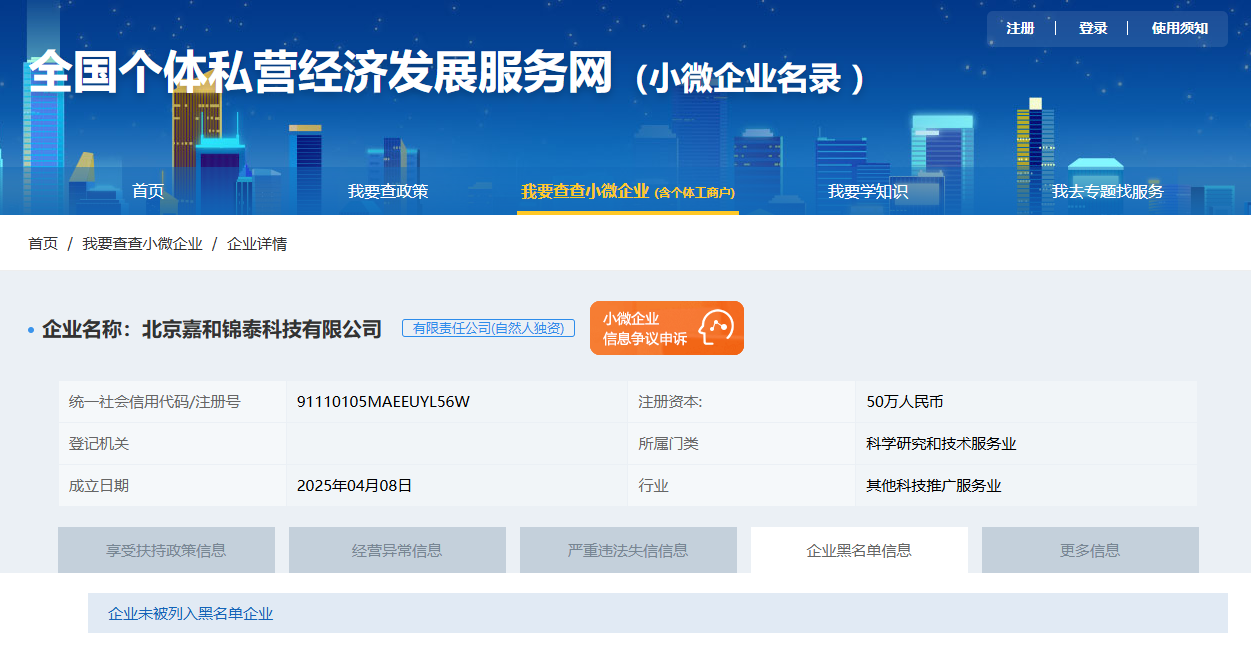 注册 | 登录 | 使用须知
全国个体私营经济发展服务网（小微企业名录）
首页 我要查政策 我要查查小微企业(含个体工商户) 我要学知识 我去专题找服务
首页 / 我要查查小微企业 / 企业详情
企业名称：北京嘉和锦泰科技有限公司 有限责任公司(自然人独资)
小微企业
信息争议申诉
统一社会信用代码/注册号 91110105MAEEUYL56W 注册资本: 50万人民币
登记机关 所属门类 科学研究和技术服务业
成立日期 2025年04月08日 行业 其他科技推广服务业
享受扶持政策信息 经营异常信息 严重违法失信信息 企业黑名单信息 更多信息
企业未被列入黑名单企业